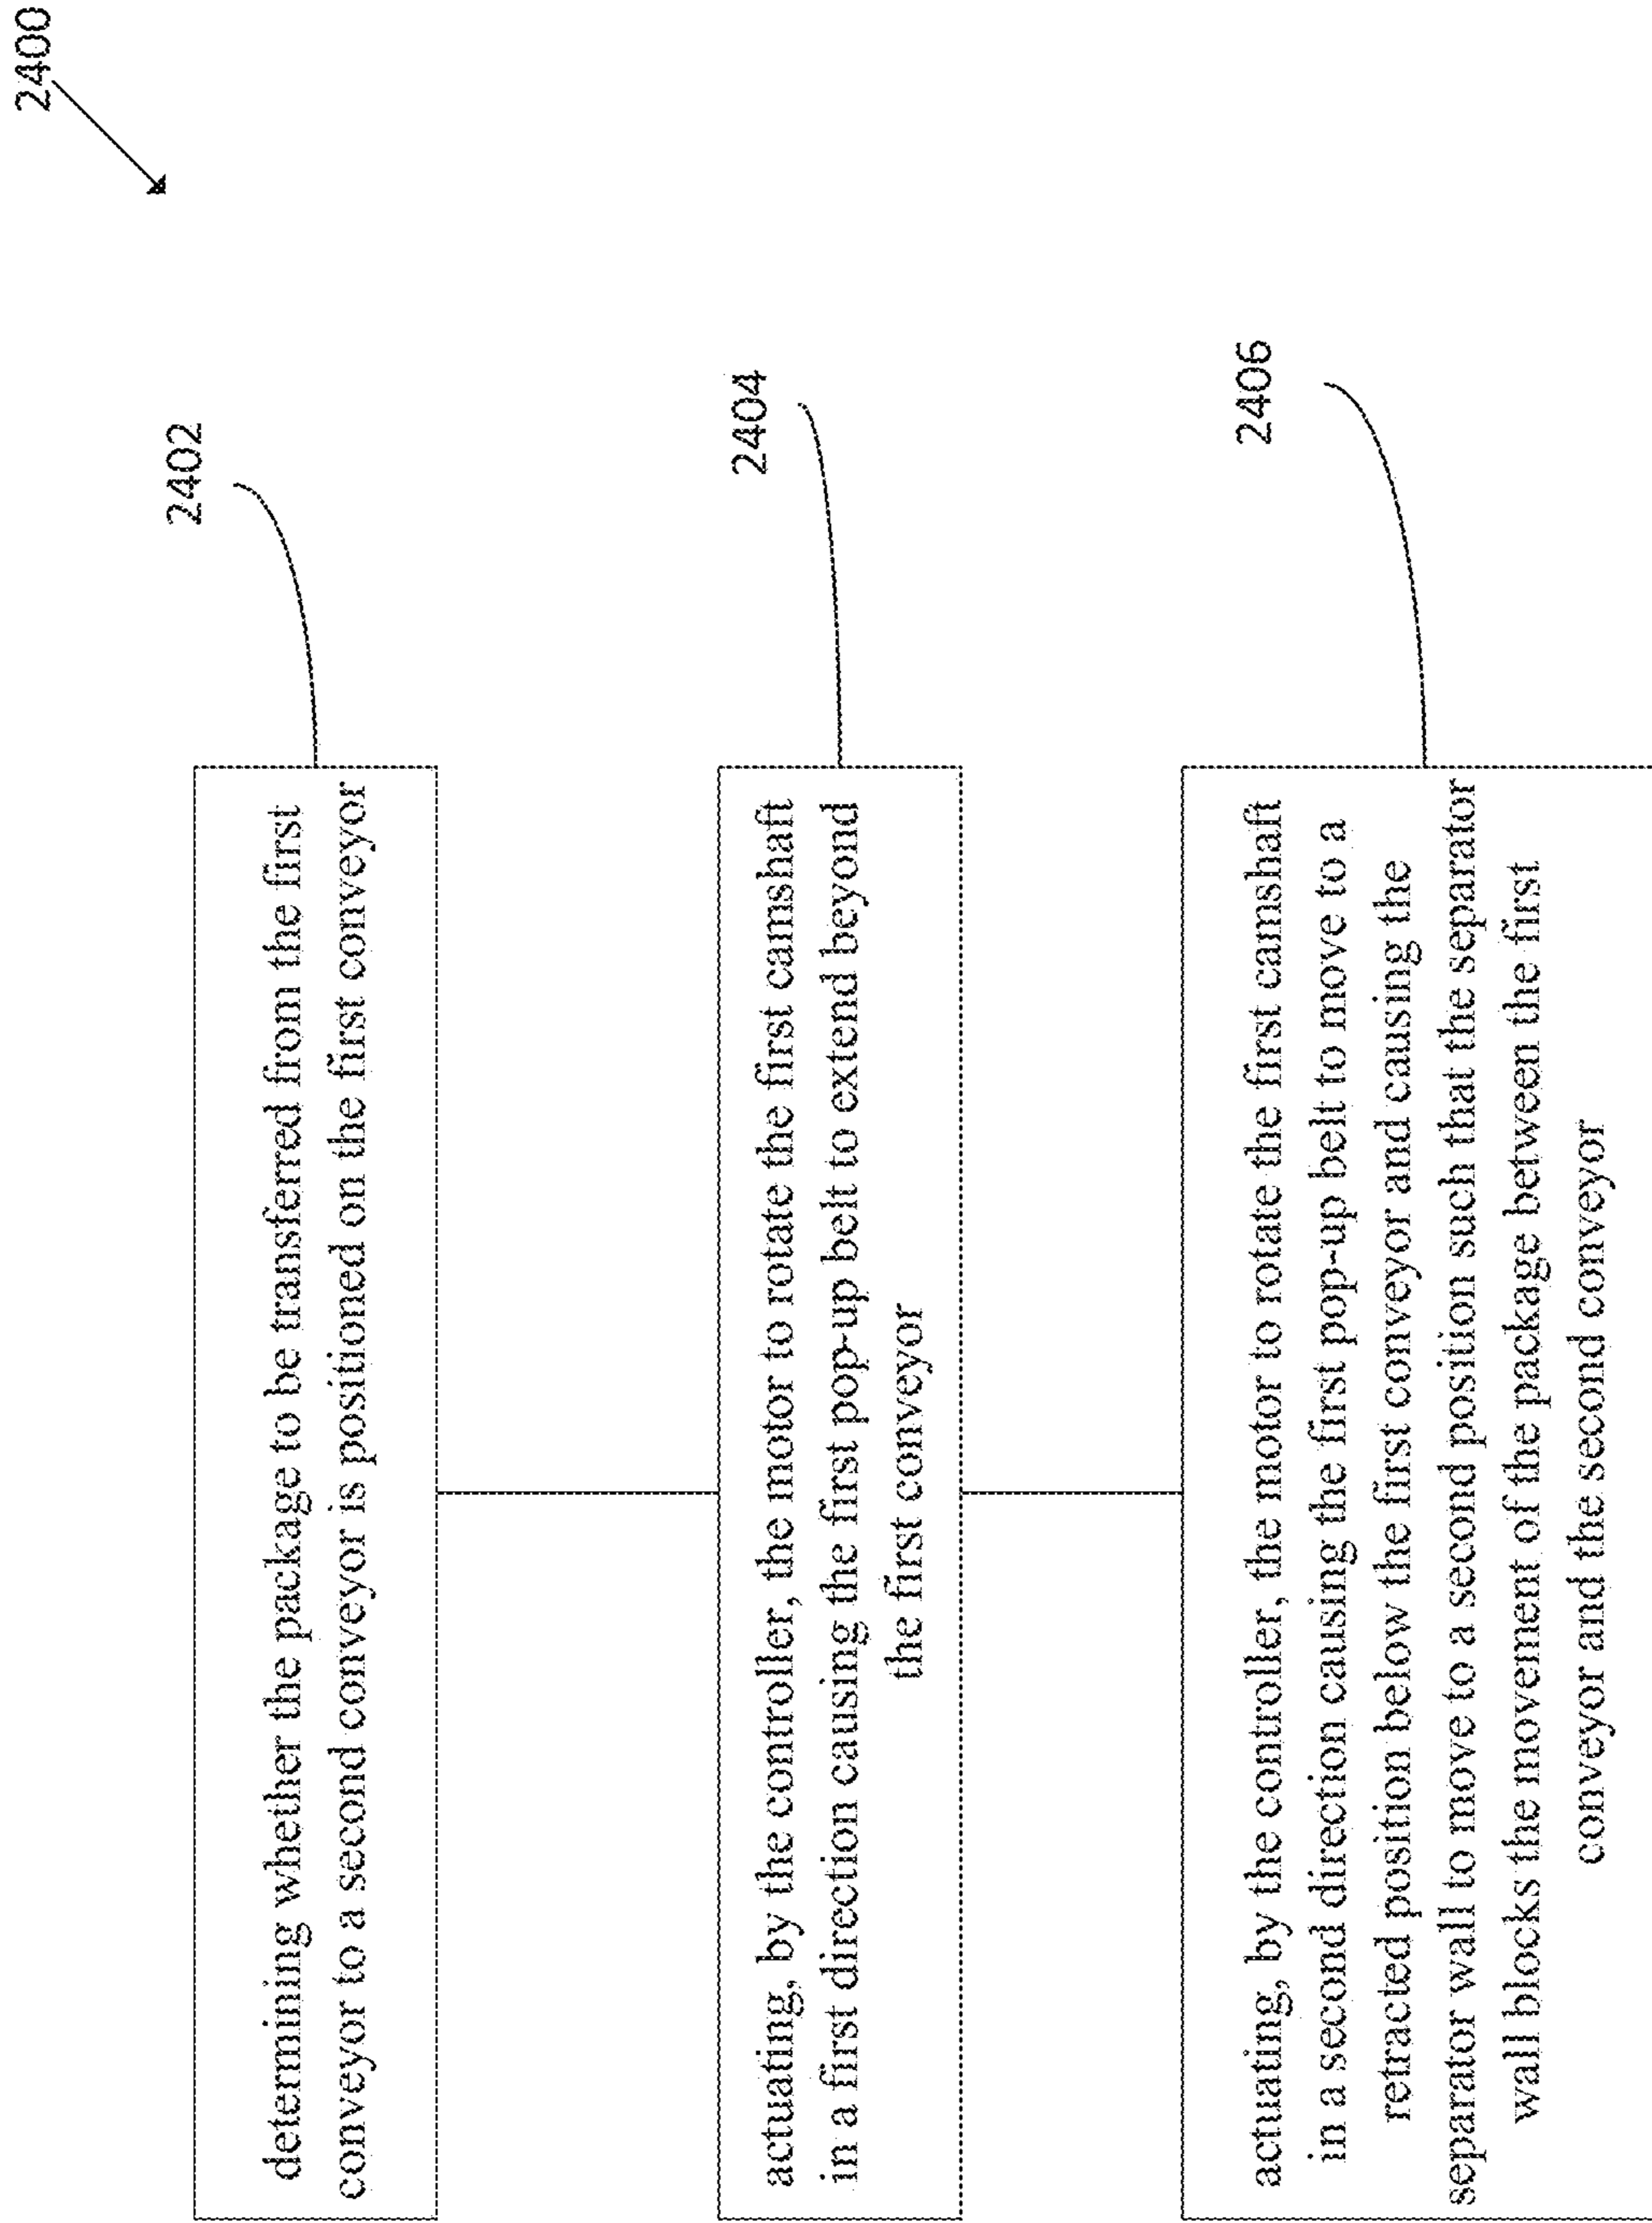 2400
2402
determining whether the package to be transferred from the first
conveyor to a second conveyor is positioned on the first conveyor
2404
actuating, by the controller, the motor to rotate the first camshaft
in a first direction causing the first pop-up belt to extend beyond
the first conveyor
2406
actuating, by the controller, the motor to rotate the first camshaft
in a second direction causing the first pop-up belt to move to a
retracted position below the first conveyor and causing the
separator wall to move to a second position such that the separator
wall blocks the movement of the package between the first
conveyor and the second conveyor